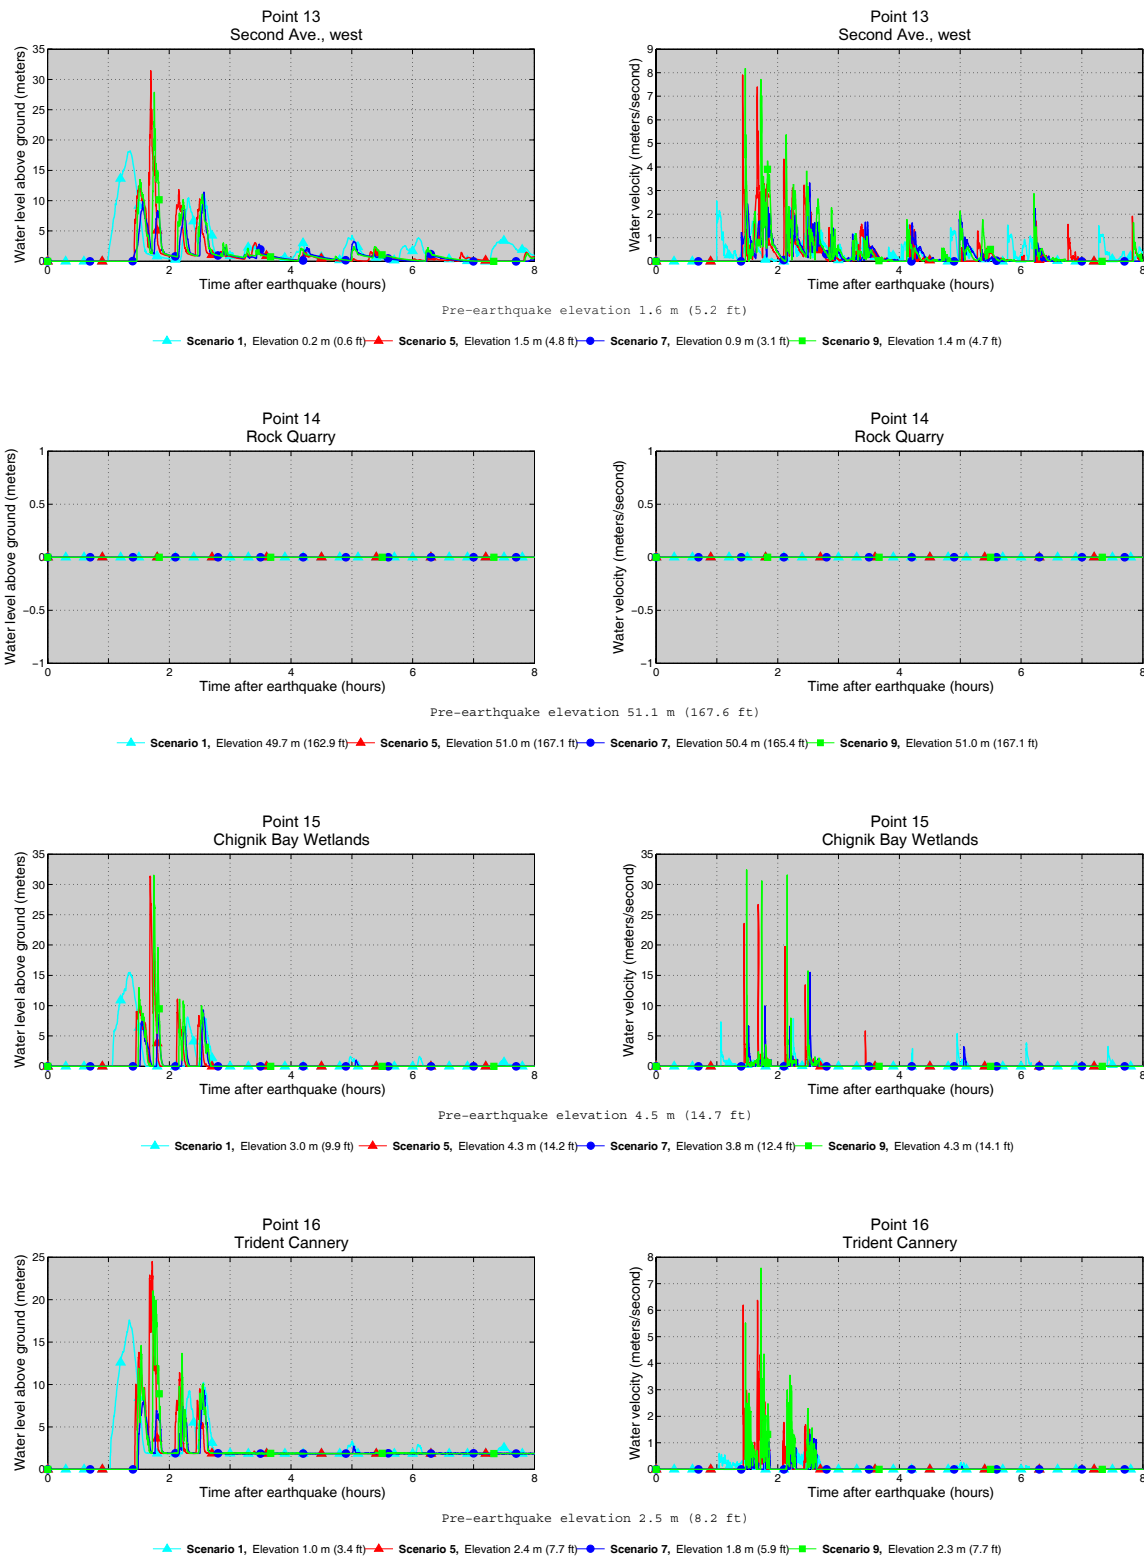 Point 13
Second Ave., west
Water level above ground (meters)
35
30
25
20
15
10
5
0
0 2 4 6 8
Time after earthquake (hours)
Point 13
Second Ave., west
Water velocity (meters/second)
9
8
7
6
5
4
3
2
1
0
0 2 4 6 8
Time after earthquake (hours)
Pre-earthquake elevation 1.6 m (5.2 ft)
Scenario 1, Elevation 0.2 m (0.6 ft) Scenario 5, Elevation 1.5 m (4.8 ft) Scenario 7, Elevation 0.9 m (3.1 ft) Scenario 9, Elevation 1.4 m (4.7 ft)
Point 14
Rock Quarry
Water level above ground (meters)
1
0.5
0
−0.5
−1
0 2 4 6 8
Time after earthquake (hours)
Point 14
Rock Quarry
Water velocity (meters/second)
1
0.5
0
−0.5
−1
0 2 4 6 8
Time after earthquake (hours)
Pre-earthquake elevation 51.1 m (167.6 ft)
Scenario 1, Elevation 49.7 m (162.9 ft) Scenario 5, Elevation 51.0 m (167.1 ft) Scenario 7, Elevation 50.4 m (165.4 ft) Scenario 9, Elevation 51.0 m (167.1 ft)
Point 15
Chignik Bay Wetlands
Water level above ground (meters)
35
30
25
20
15
10
5
0
0 2 4 6 8
Time after earthquake (hours)
Point 15
Chignik Bay Wetlands
Water velocity (meters/second)
35
30
25
20
15
10
5
0
0 2 4 6 8
Time after earthquake (hours)
Pre-earthquake elevation 4.5 m (14.7 ft)
Scenario 1, Elevation 3.0 m (9.9 ft) Scenario 5, Elevation 4.3 m (14.2 ft) Scenario 7, Elevation 3.8 m (12.4 ft) Scenario 9, Elevation 4.3 m (14.1 ft)
Point 16
Trident Cannery
Water level above ground (meters)
25
20
15
10
5
0
0 2 4 6 8
Time after earthquake (hours)
Point 16
Trident Cannery
Water velocity (meters/second)
8
7
6
5
4
3
2
1
0
0 2 4 6 8
Time after earthquake (hours)
Pre-earthquake elevation 2.5 m (8.2 ft)
Scenario 1, Elevation 1.0 m (3.4 ft) Scenario 5, Elevation 2.4 m (7.7 ft) Scenario 7, Elevation 1.8 m (5.9 ft) Scenario 9, Elevation 2.3 m (7.7 ft)